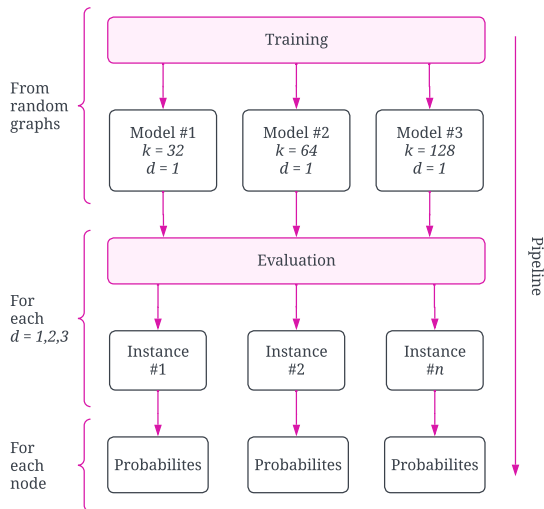 Training
From
random
graphs
Model #1
k = 32
d = 1
Model #2
k = 64
d = 1
Model #3
k = 128
d = 1
Evaluation
Pipeline
For
each
d = 1,2,3
Instance
#1
Instance
#2
Instance
#n
For
each
node
Probabilites
Probabilites
Probabilites